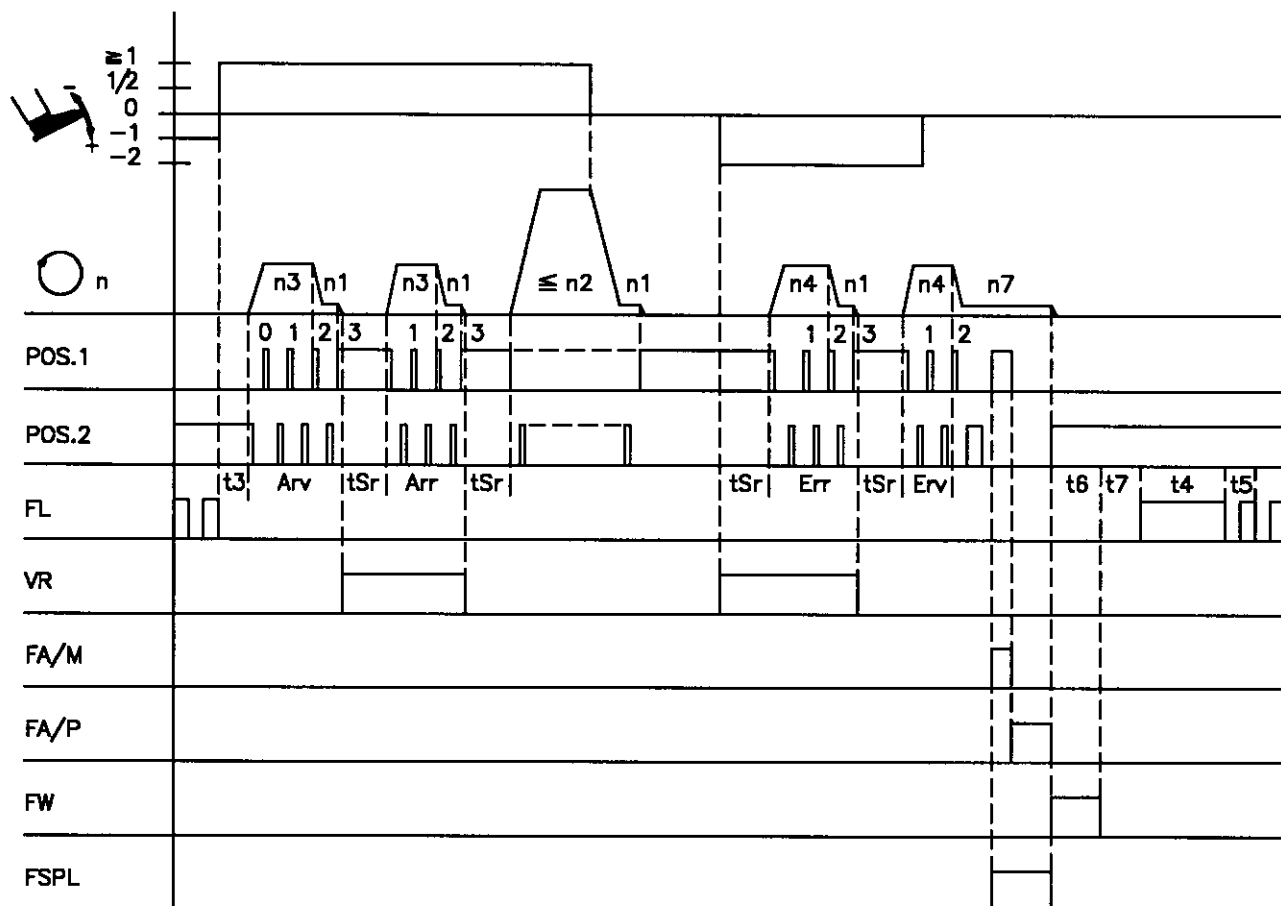 ≧ 1
1/2
0
-1
-2
-
+
n
n3 n1 n3 n1 ≦ n2 n1 n4 n1 n4 n7
0 1 2 3 1 2 3 1 2 3 1 2
POS.1
POS.2
t3 Arv tSr Arr tSr tSr Err tSr Erv t6 t7 t4 t5
FL
VR
FA/M
FA/P
FW
FSPL